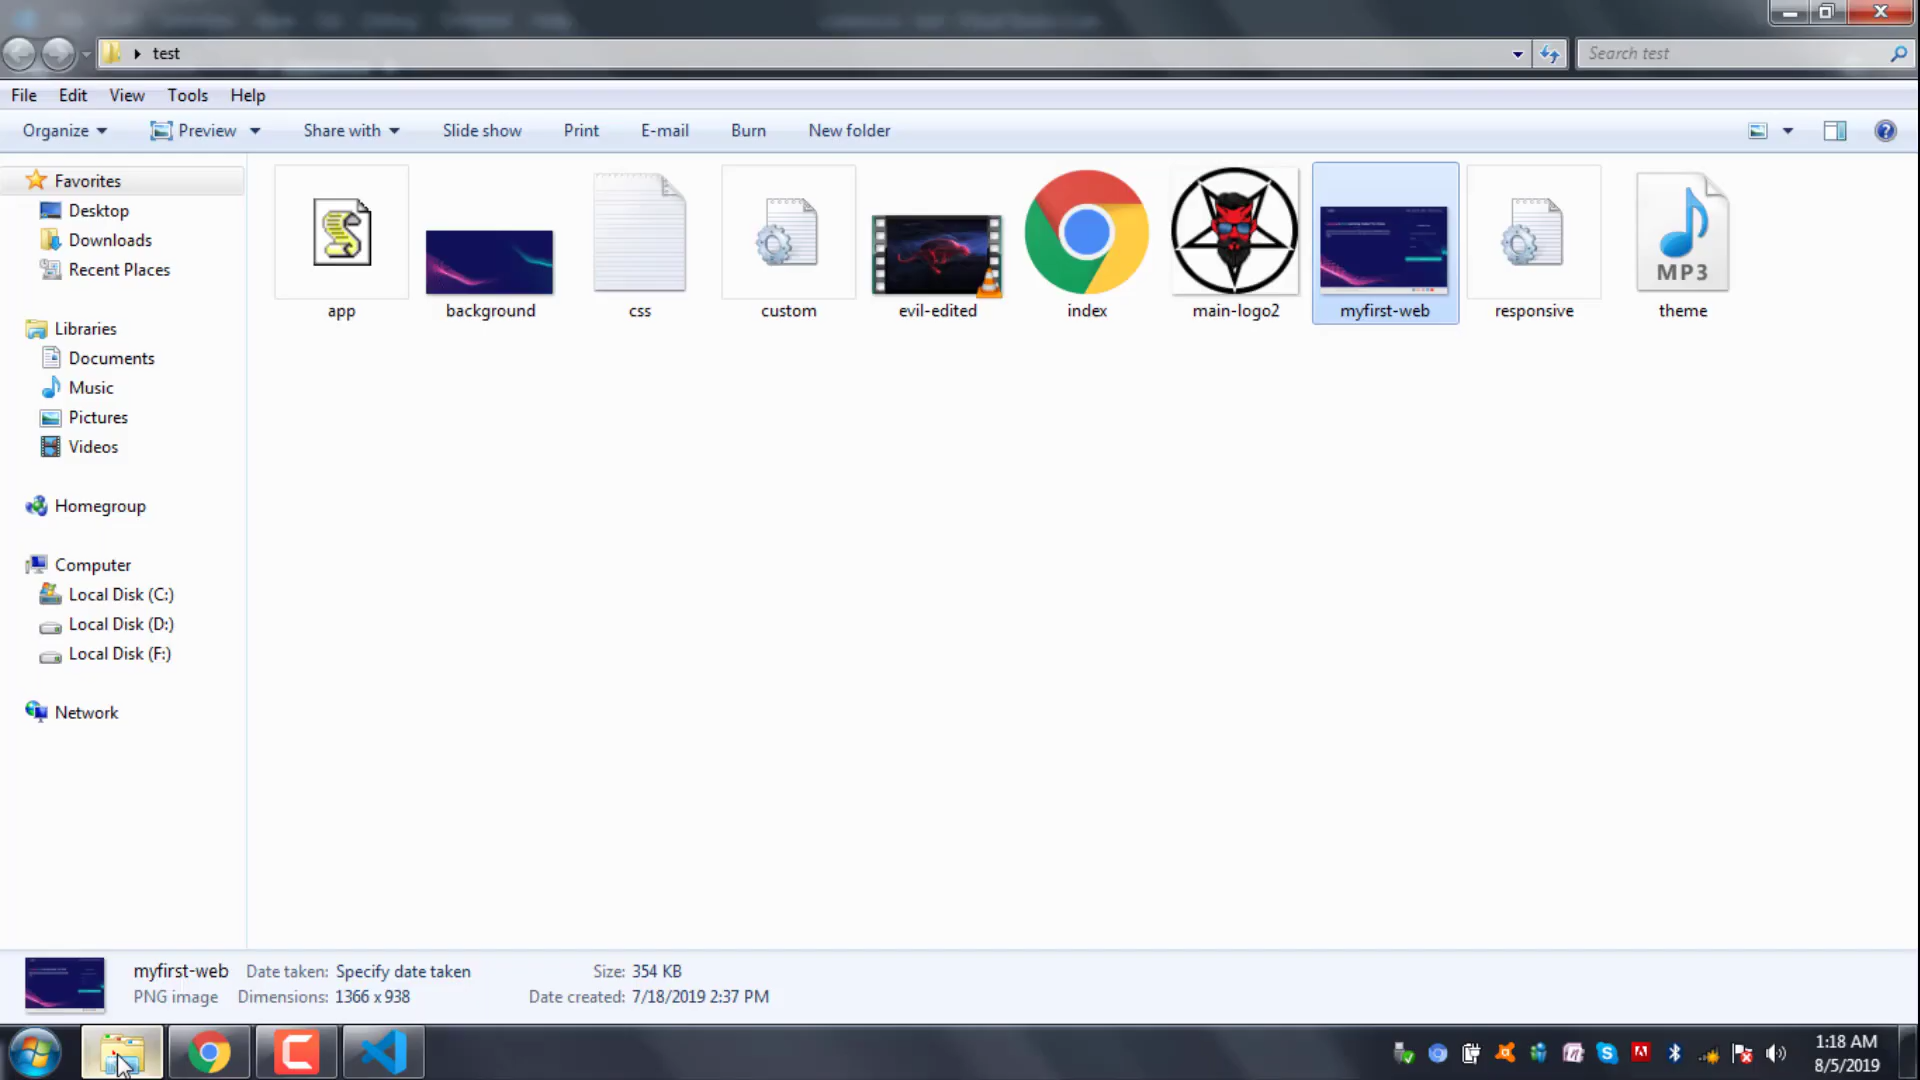 test
Search test
File Edit View Tools Help
Organize Preview Share with Slide show Print E-mail Burn New folder
Favorites
Desktop
Downloads
Recent Places
Libraries
Documents
Music
Pictures
Videos
Homegroup
Computer
Local Disk (C:)
Local Disk (D:)
Local Disk (F:)
Network
MP3
app background css custom evil-edited index main-logo2 myfirst-web responsive theme
myfirst-web Date taken: Specify date taken Size: 354 KB
PNG image Dimensions: 1366 x 938 Date created: 7/18/2019 2:37 PM
1:18 AM
8/5/2019